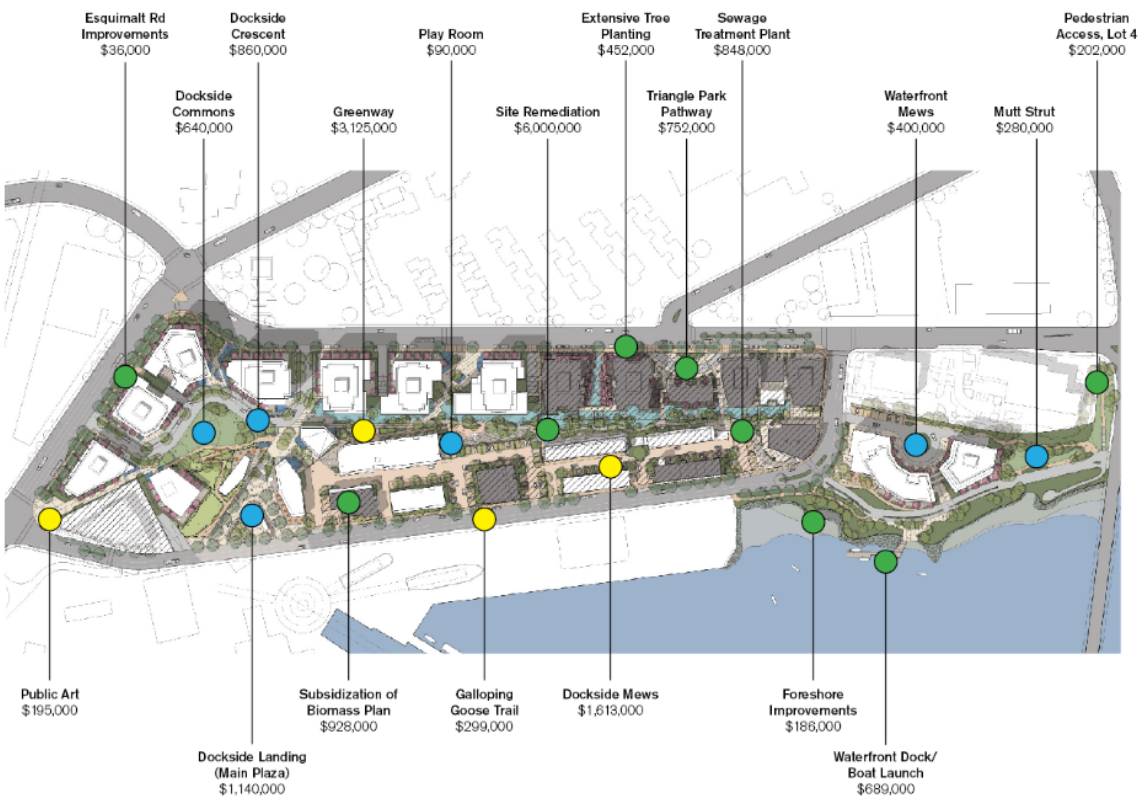 Esquimalt Rd
Improvements
$36,000
Dockside
Crescent
$860,000
Play Room
$90,000
Extensive Tree
Planting
$452,000
Sewage
Treatment Plant
$848,000
Pedestrian
Access, Lot 4
$202,000
Dockside
Commons
$640,000
Greenway
$3,125,000
Site Remediation
$6,000,000
Triangle Park
Pathway
$752,000
Waterfront
Mews
$400,000
Mutt Strut
$280,000
Public Art
$195,000
Subsidization of
Biomass Plan
$928,000
Galloping
Goose Trail
$299,000
Dockside Mews
$1,613,000
Foreshore
Improvements
$186,000
Dockside Landing
(Main Plaza)
$1,140,000
Waterfront Dock/
Boat Launch
$689,000